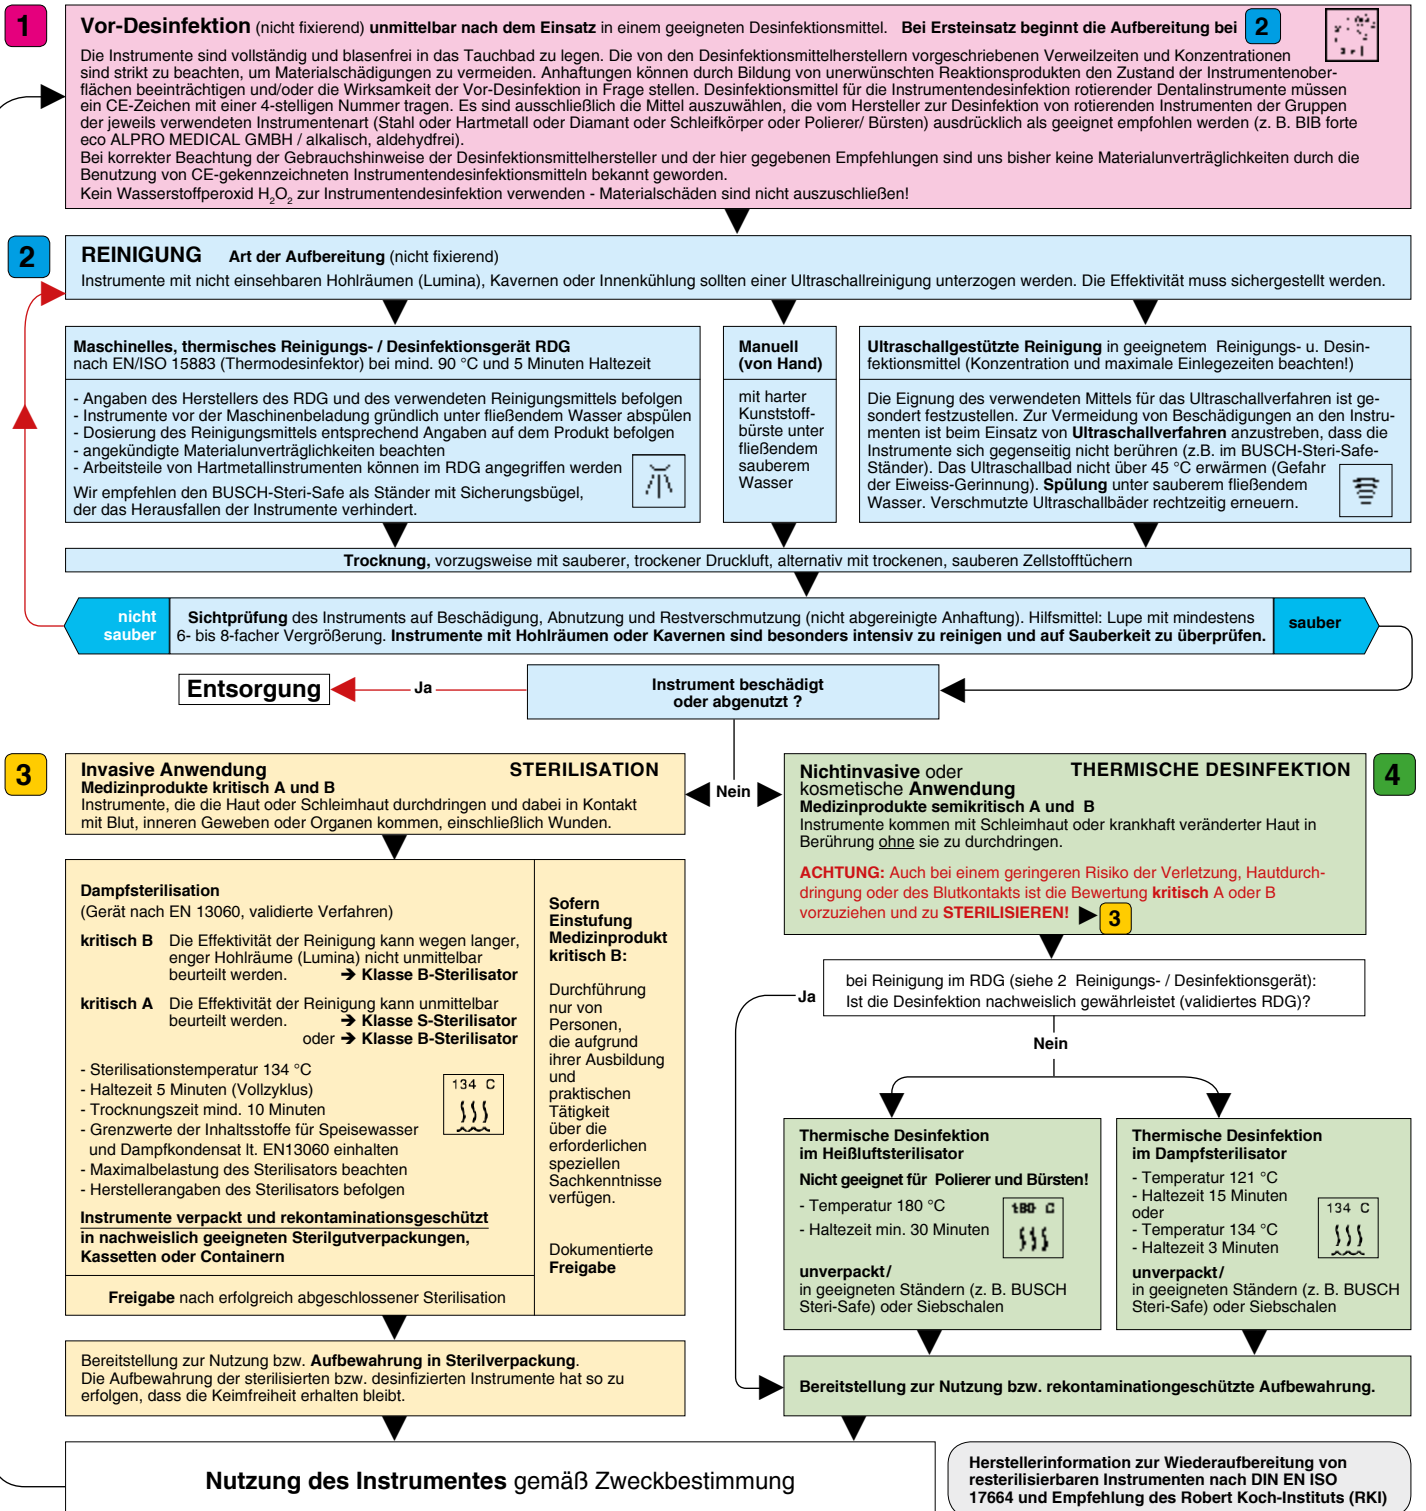 1
Vor-Desinfektion (nicht fixierend) unmittelbar nach dem Einsatz in einem geeigneten Desinfektionsmittel. Bei Ersteinsatz beginnt die Aufbereitung bei 2
Die Instrumente sind vollständig und blasenfrei in das Tauchbad zu legen. Die von den Desinfektionsmittelherstellern vorgeschriebenen Verweilzeiten und Konzentrationen
sind strikt zu beachten, um Materialschädigungen zu vermeiden. Anhaftungen können durch Bildung von unerwünschten Reaktionsprodukten den Zustand der Instrumentenober-
flächen beeinträchtigen und/oder die Wirksamkeit der Vor-Desinfektion in Frage stellen. Desinfektionsmittel für die Instrumentendesinfektion rotierender Dentalinstrumente müssen
ein CE-Zeichen mit einer 4-stelligen Nummer tragen. Es sind ausschließlich die Mittel auszuwählen, die vom Hersteller zur Desinfektion von rotierenden Instrumenten der Gruppen
der jeweils verwendeten Instrumentenart (Stahl oder Hartmetall oder Diamant oder Schleifkörper oder Polierer/ Bürsten) ausdrücklich als geeignet empfohlen werden (z. B. BIB forte
eco ALPRO MEDICAL GMBH / alkalisch, aldehydfrei).
Bei korrekter Beachtung der Gebrauchshinweise der Desinfektionsmittelhersteller und der hier gegebenen Empfehlungen sind uns bisher keine Materialunverträglichkeiten durch die
Benutzung von CE-gekennzeichneten Instrumentendesinfektionsmitteln bekannt geworden.
Kein Wasserstoffperoxid H₂O₂ zur Instrumentendesinfektion verwenden - Materialschäden sind nicht auszuschließen!
2
REINIGUNG Art der Aufbereitung (nicht fixierend)
Instrumente mit nicht einsehbaren Hohlräumen (Lumina), Kavernen oder Innenkühlung sollten einer Ultraschallreinigung unterzogen werden. Die Effektivität muss sichergestellt werden.
Maschinelles, thermisches Reinigungs- / Desinfektionsgerät RDG
nach EN/ISO 15883 (Thermodesinfektor) bei mind. 90 °C und 5 Minuten Haltezeit
- Angaben des Herstellers des RDG und des verwendeten Reinigungsmittels befolgen
- Instrumente vor der Maschinenbeladung gründlich unter fließendem Wasser abspülen
- Dosierung des Reinigungsmittels entsprechend Angaben auf dem Produkt befolgen
- angekündigte Materialunverträglichkeiten beachten
- Arbeitsteile von Hartmetallinstrumenten können im RDG angegriffen werden
Wir empfehlen den BUSCH-Steri-Safe als Ständer mit Sicherungsbügel,
der das Herausfallen der Instrumente verhindert.
Manuell
(von Hand)
mit harter
Kunststoff-
bürste unter
fließendem
sauberem
Wasser
Ultraschallgestützte Reinigung in geeignetem Reinigungs- u. Desin-
fektionsmittel (Konzentration und maximale Einlegezeiten beachten!)
Die Eignung des verwendeten Mittels für das Ultraschallverfahren ist ge-
sondert festzustellen. Zur Vermeidung von Beschädigungen an den Instru-
menten ist beim Einsatz von Ultraschallverfahren anzustreben, dass die
Instrumente sich gegenseitig nicht berühren (z.B. im BUSCH-Steri-Safe-
Ständer). Das Ultraschallbad nicht über 45 °C erwärmen (Gefahr
der Eiweiss-Gerinnung). Spülung unter sauberem fließendem
Wasser. Verschmutzte Ultraschallbäder rechtzeitig erneuern.
Trocknung, vorzugsweise mit sauberer, trockener Druckluft, alternativ mit trockenen, sauberen Zellstofftüchern
nicht
sauber
Sichtprüfung des Instruments auf Beschädigung, Abnutzung und Restverschmutzung (nicht abgereinigte Anhaftung). Hilfsmittel: Lupe mit mindestens
6- bis 8-facher Vergrößerung. Instrumente mit Hohlräumen oder Kavernen sind besonders intensiv zu reinigen und auf Sauberkeit zu überprüfen.
sauber
Entsorgung
Ja
Instrument beschädigt
oder abgenutzt ?
Nein
3
Invasive Anwendung STERILISATION
Medizinprodukte kritisch A und B
Instrumente, die die Haut oder Schleimhaut durchdringen und dabei in Kontakt
mit Blut, inneren Geweben oder Organen kommen, einschließlich Wunden.
Dampfsterilisation
(Gerät nach EN 13060, validierte Verfahren)
kritisch B Die Effektivität der Reinigung kann wegen langer,
enger Hohlräume (Lumina) nicht unmittelbar
beurteilt werden. ➔ Klasse B-Sterilisator
kritisch A Die Effektivität der Reinigung kann unmittelbar
beurteilt werden. ➔ Klasse S-Sterilisator
oder ➔ Klasse B-Sterilisator
- Sterilisationstemperatur 134 °C
- Haltezeit 5 Minuten (Vollzyklus)
- Trocknungszeit mind. 10 Minuten
- Grenzwerte der Inhaltsstoffe für Speisewasser
und Dampfkondensat lt. EN13060 einhalten
- Maximalbelastung des Sterilisators beachten
- Herstellerangaben des Sterilisators befolgen
134 C
Instrumente verpackt und rekontaminationsgeschützt
in nachweislich geeigneten Sterilgutverpackungen,
Kassetten oder Containern
Freigabe nach erfolgreich abgeschlossener Sterilisation
Sofern
Einstufung
Medizinprodukt
kritisch B:
Durchführung
nur von
Personen,
die aufgrund
ihrer Ausbildung
und
praktischen
Tätigkeit
über die
erforderlichen
speziellen
Sachkenntnisse
verfügen.
Dokumentierte
Freigabe
Bereitstellung zur Nutzung bzw. Aufbewahrung in Sterilverpackung.
Die Aufbewahrung der sterilisierten bzw. desinfizierten Instrumente hat so zu
erfolgen, dass die Keimfreiheit erhalten bleibt.
4
Nichtinvasive oder THERMISCHE DESINFEKTION
kosmetische Anwendung
Medizinprodukte semikritisch A und B
Instrumente kommen mit Schleimhaut oder krankhaft veränderter Haut in
Berührung ohne sie zu durchdringen.
ACHTUNG: Auch bei einem geringeren Risiko der Verletzung, Hautdurch-
dringung oder des Blutkontakts ist die Bewertung kritisch A oder B
vorzuziehen und zu STERILISIEREN! 3
bei Reinigung im RDG (siehe 2 Reinigungs- / Desinfektionsgerät):
Ist die Desinfektion nachweislich gewährleistet (validiertes RDG)?
Ja
Nein
Thermische Desinfektion
im Heißluftsterilisator
Nicht geeignet für Polierer und Bürsten!
- Temperatur 180 °C
- Haltezeit min. 30 Minuten
180 C
unverpackt/
in geeigneten Ständern (z. B. BUSCH
Steri-Safe) oder Siebschalen
Thermische Desinfektion
im Dampfsterilisator
- Temperatur 121 °C
- Haltezeit 15 Minuten
oder
- Temperatur 134 °C
- Haltezeit 3 Minuten
134 C
unverpackt/
in geeigneten Ständern (z. B. BUSCH
Steri-Safe) oder Siebschalen
Bereitstellung zur Nutzung bzw. rekontaminationgeschützte Aufbewahrung.
Nutzung des Instrumentes gemäß Zweckbestimmung
Herstellerinformation zur Wiederaufbereitung von
resterilisierbaren Instrumenten nach DIN EN ISO
17664 und Empfehlung des Robert Koch-Instituts (RKI)